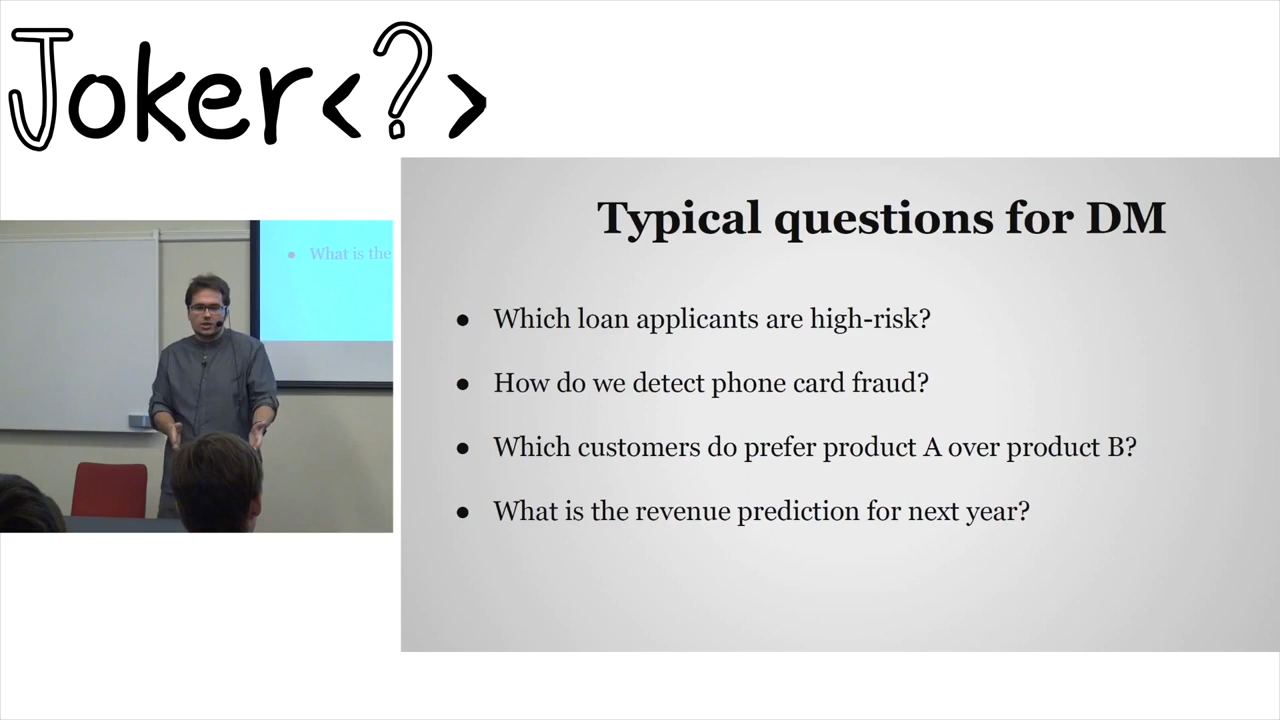 Joker<?>
Typical questions for DM
What is the
● Which loan applicants are high-risk?
● How do we detect phone card fraud?
● Which customers do prefer product A over product B?
● What is the revenue prediction for next year?